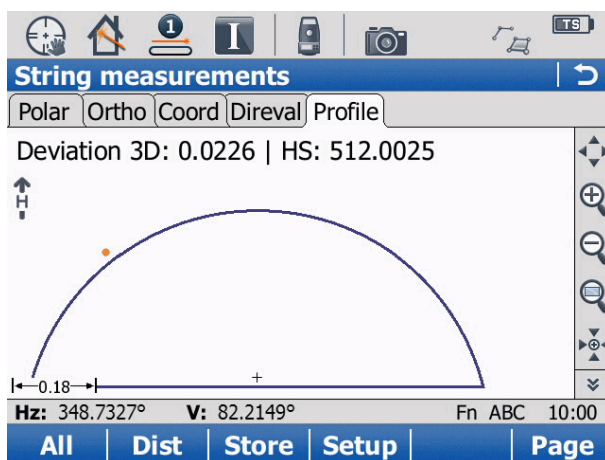 1
I
TS
String measurements
Polar Ortho Coord Direval Profile
Deviation 3D: 0.0226 | HS: 512.0025
H
0.18
Hz: 348.7327° V: 82.2149° Fn ABC 10:00
All Dist Store Setup Page